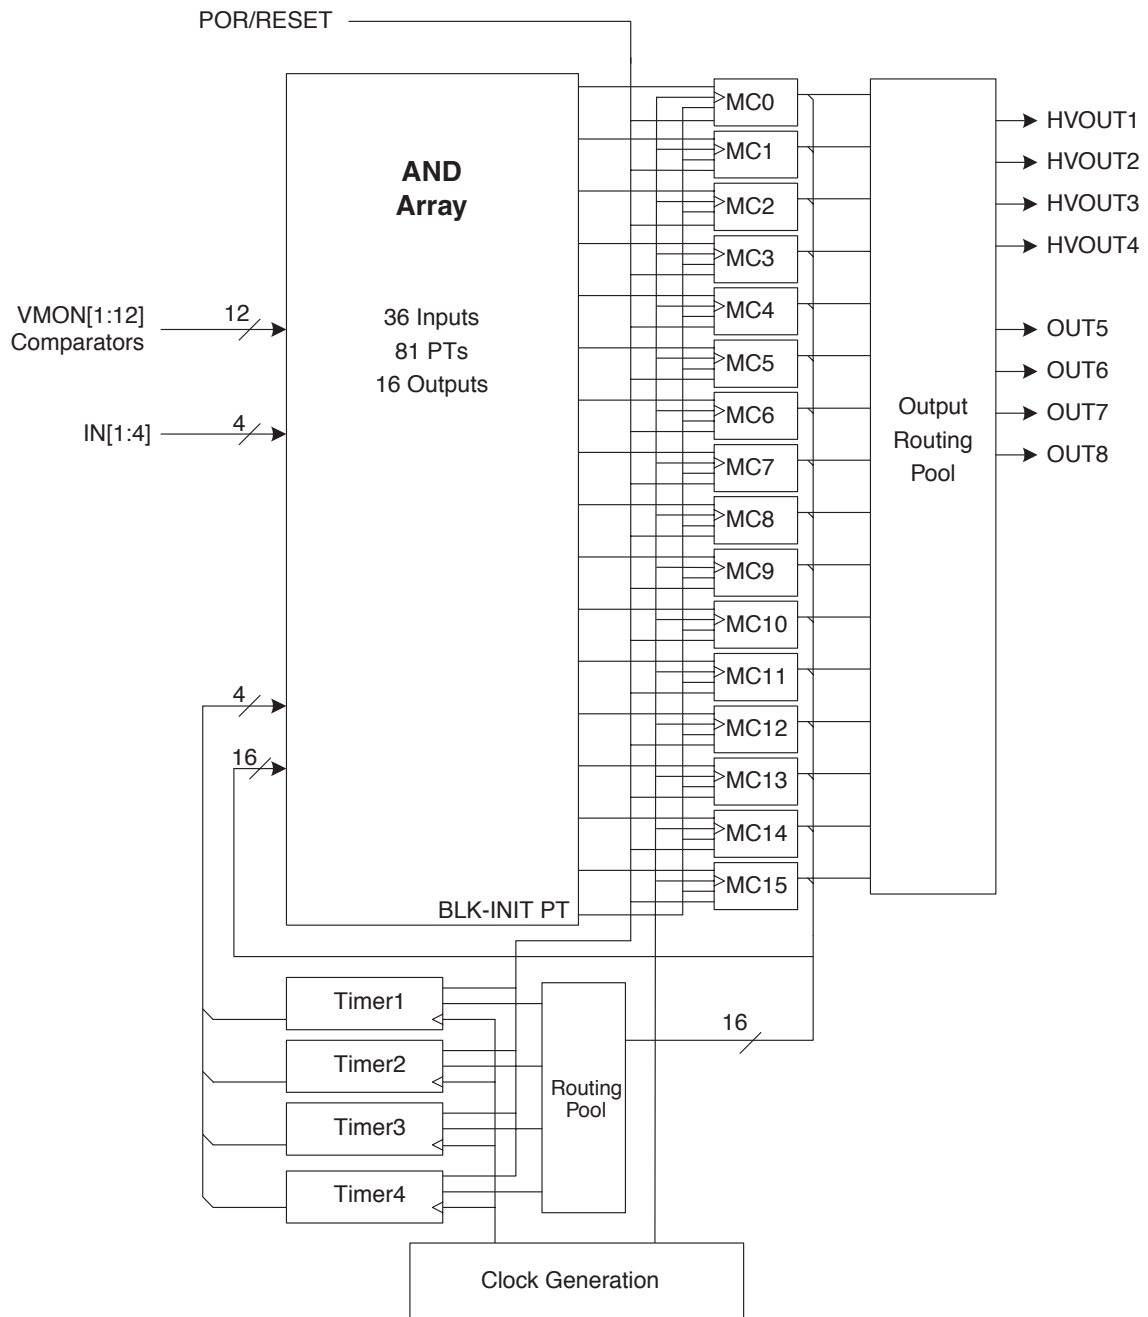 POR/RESET
AND
Array
36 Inputs
81 PTs
16 Outputs
VMON[1:12]
Comparators
12
IN[1:4]
4
4
16
BLK-INIT PT
MC0
MC1
MC2
MC3
MC4
MC5
MC6
MC7
MC8
MC9
MC10
MC11
MC12
MC13
MC14
MC15
Output
Routing
Pool
HVOUT1
HVOUT2
HVOUT3
HVOUT4
OUT5
OUT6
OUT7
OUT8
Timer1
Timer2
Timer3
Timer4
Routing
Pool
16
Clock Generation